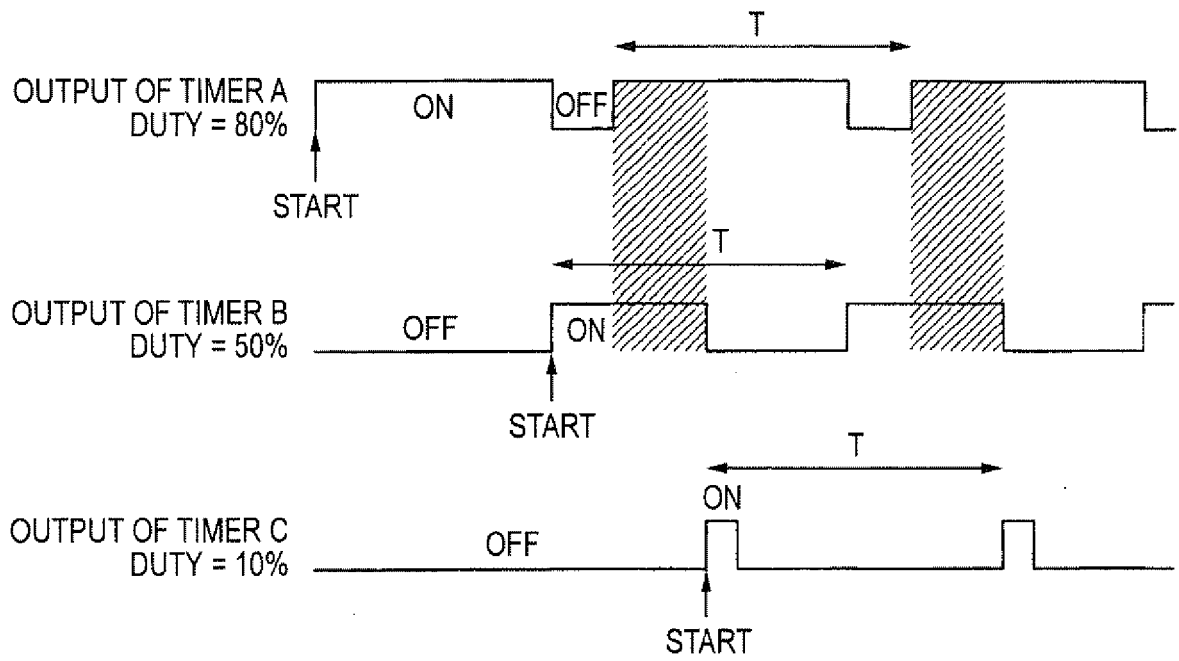 T
OUTPUT OF TIMER A
DUTY = 80%
ON
OFF
START
T
OUTPUT OF TIMER B
DUTY = 50%
OFF
ON
START
T
ON
OUTPUT OF TIMER C
DUTY = 10%
OFF
START